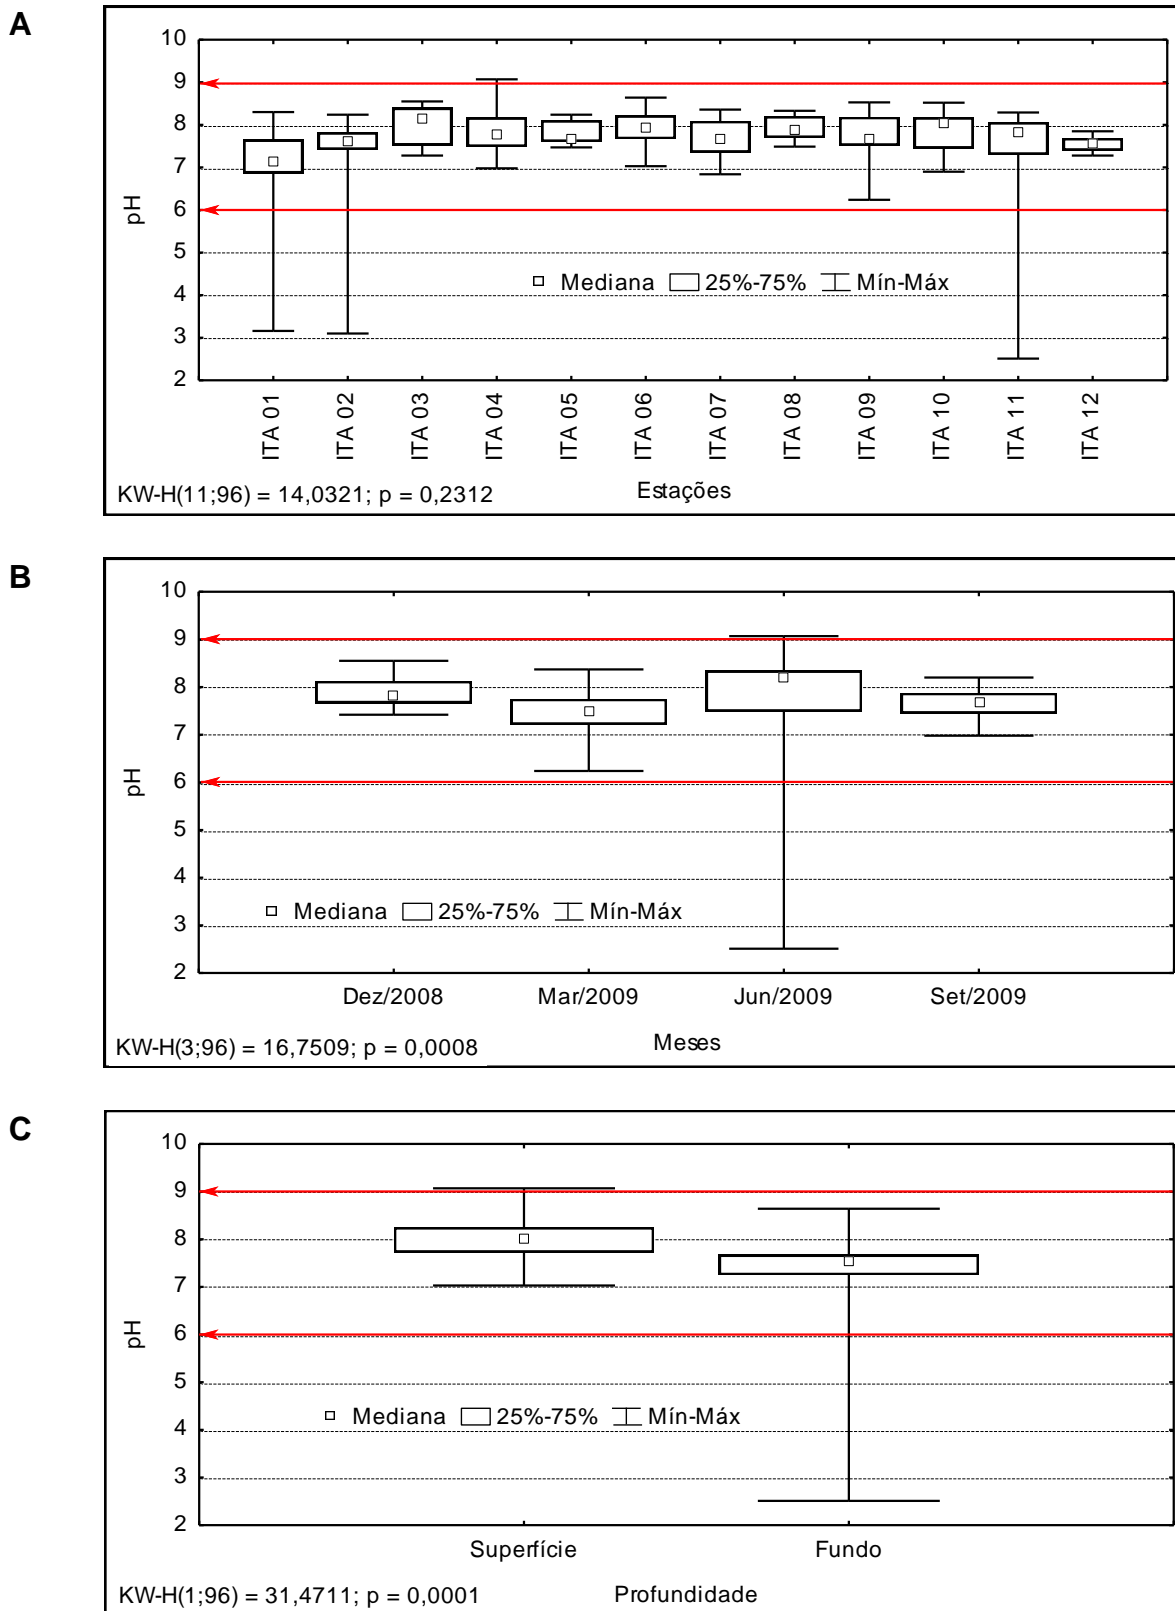 A
10
9
8
7
6
5
4
3
2
pH
Mediana 25%-75% Mín-Máx
ITA 01 ITA 02 ITA 03 ITA 04 ITA 05 ITA 06 ITA 07 ITA 08 ITA 09 ITA 10 ITA 11 ITA 12
Estações
KW-H(11;96) = 14,0321; p = 0,2312
B
10
9
8
7
6
5
4
3
2
pH
Mediana 25%-75% Mín-Máx
Dez/2008 Mar/2009 Jun/2009 Set/2009
Meses
KW-H(3;96) = 16,7509; p = 0,0008
C
10
9
8
7
6
5
4
3
2
pH
Mediana 25%-75% Mín-Máx
Superfície Fundo
KW-H(1;96) = 31,4711; p = 0,0001 Profundidade